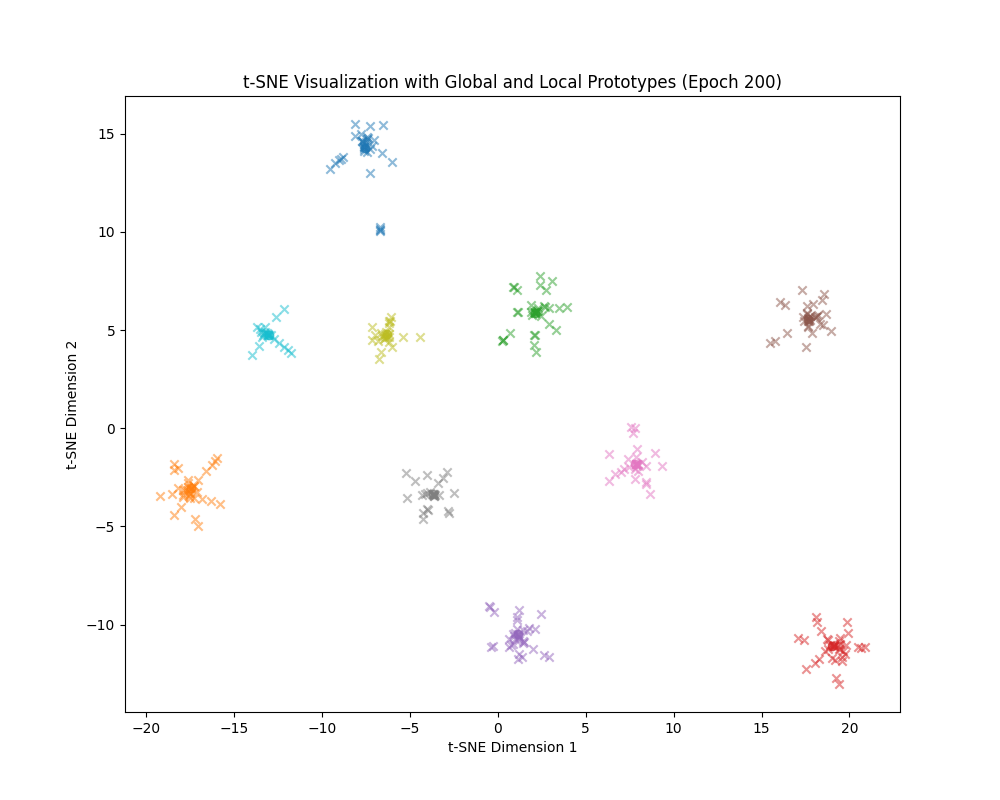 t-SNE Visualization with Global and Local Prototypes (Epoch 200)
15
10
5
0
−5
−10
t-SNE Dimension 2
−20 −15 −10 −5 0 5 10 15 20
t-SNE Dimension 1